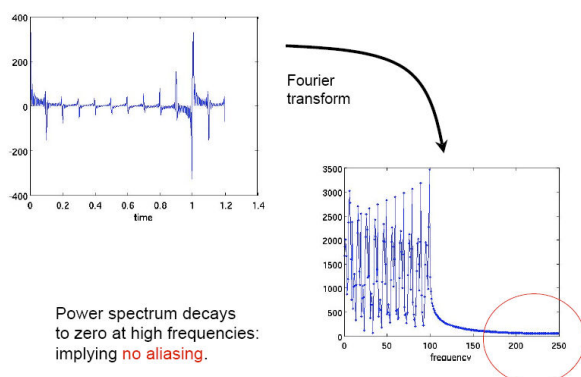 400
200
0
-200
-400
0 0.2 0.4 0.6 0.8 1 1.2 1.4
time
Fourier
transform
3500
3000
2500
2000
1500
1000
500
0
0 50 100 150 200 250
frequency
Power spectrum decays
to zero at high frequencies:
implying no aliasing.